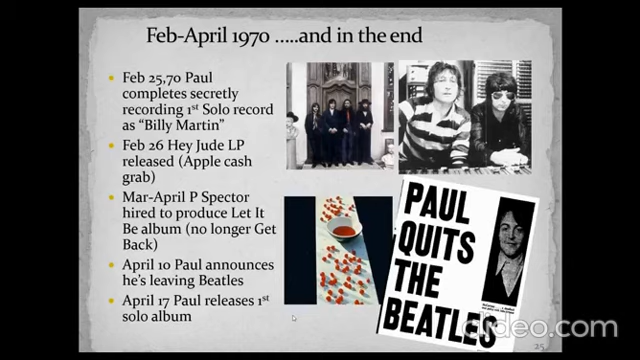 Feb-April 1970 .....and in the end
Feb 25,70 Paul
completes secretly
recording 1st Solo record
as “Billy Martin”
Feb 26 Hey Jude LP
released (Apple cash
grab)
Mar-April P Spector
hired to produce Let It
Be album (no longer Get
Back)
April 10 Paul announces
he's leaving Beatles
April 17 Paul releases 1st
solo album
PAUL
QUITS
THE
BEATLES
dideo.com
25